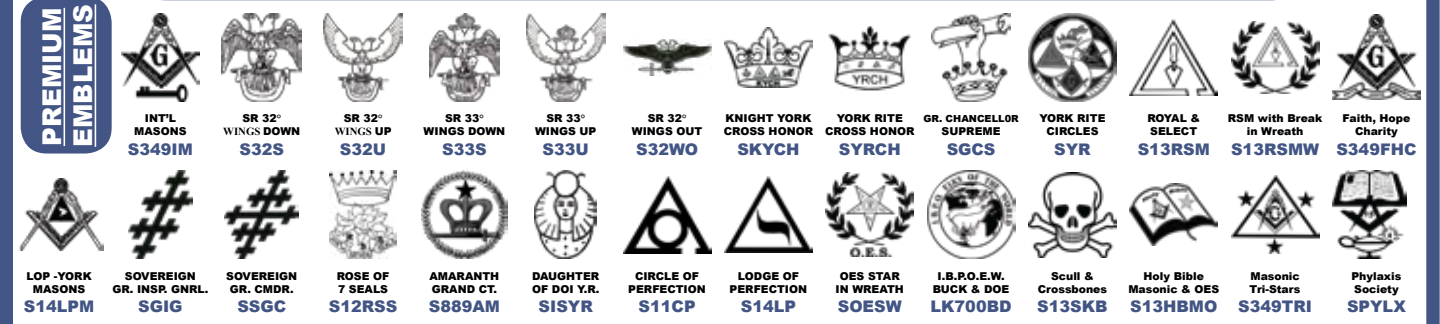 PREMIUM
EMBLEMS
G
INT'L
MASONS
S349IM
SR 32°
WINGS DOWN
S32S
SR 32°
WINGS UP
S32U
SR 33°
WINGS DOWN
S33S
SR 33°
WINGS UP
S33U
SR 32°
WINGS OUT
S32WO
KYCH
KNIGHT YORK
CROSS HONOR
SKYCH
YRCH
YORK RITE
CROSS HONOR
SYRCH
GR. CHANCELLOR
SUPREME
SGCS
YORK RITE
CIRCLES
SYR
ROYAL &
SELECT
S13RSM
RSM with Break
in Wreath
S13RSMW
G
Faith, Hope
Charity
S349FHC
LOP -YORK
MASONS
S14LPM
SOVEREIGN
GR. INSP. GNRL.
SGIG
SOVEREIGN
GR. CMDR.
SSGC
ROSE OF
7 SEALS
S12RSS
AMARANTH
GRAND CT.
S889AM
DAUGHTER
OF DOI Y.R.
SISYR
CIRCLE OF
PERFECTION
S11CP
LODGE OF
PERFECTION
S14LP
O.E.S.
OES STAR
IN WREATH
SOESW
I.B.P.O. ELKS OF THE WORLD
I.B.P.O.E.W.
BUCK & DOE
LK700BD
Scull &
Crossbones
S13SKB
Holy Bible
Masonic & OES
S13HBMO
Masonic
Tri-Stars
S349TRI
Phylaxis
Society
SPYLX